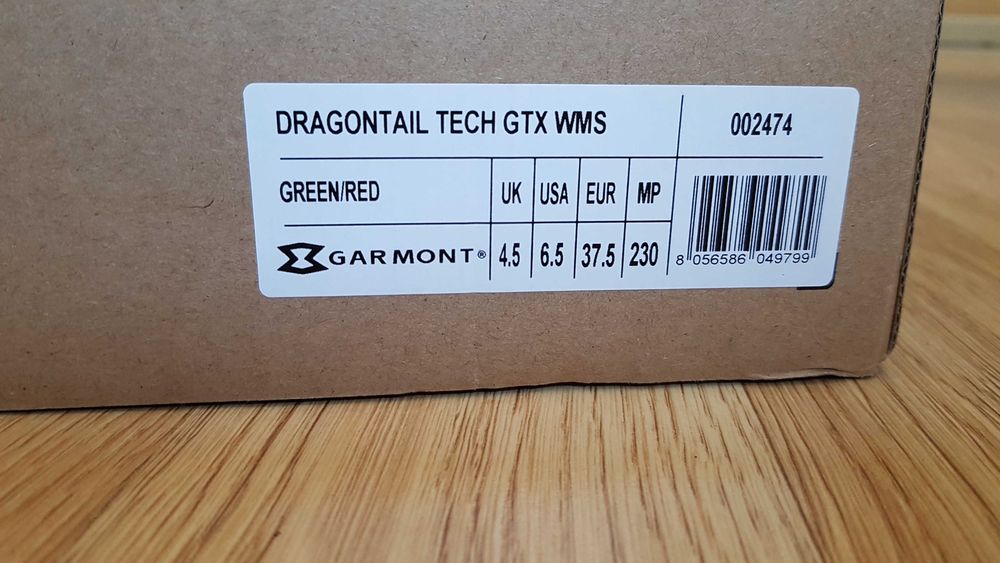 DRAGONTAIL TECH GTX WMS 002474
GREEN/RED UK USA EUR MP
GARMONT® 4.5 6.5 37.5 230
8 056586 049799